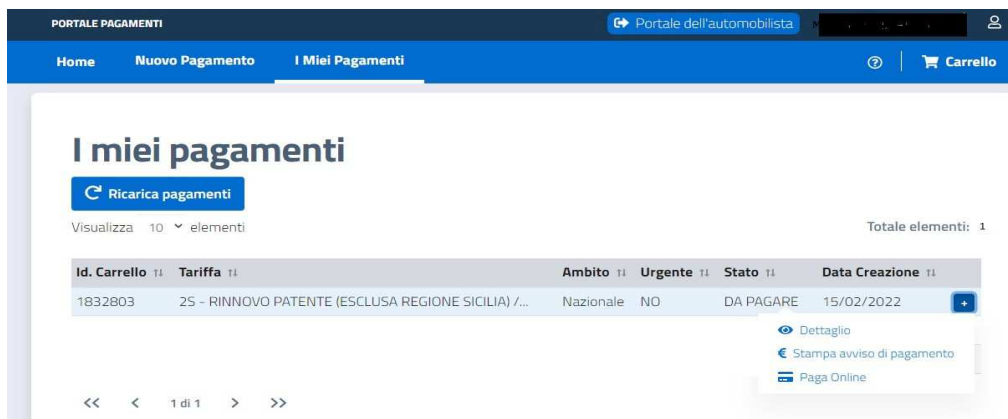 PORTALE PAGAMENTI Portale dell'automobilista
Home Nuovo Pagamento I Miei Pagamenti Carrello
I miei pagamenti
Ricarica pagamenti
Visualizza 10 elementi Totale elementi: 1
Id. Carrello Tariffa Ambito Urgente Stato Data Creazione
1832803 2S - RINNOVO PATENTE (ESCLUSA REGIONE SICILIA) /... Nazionale NO DA PAGARE 15/02/2022 +
Dettaglio
€ Stampa avviso di pagamento
Paga Online
<< < 1 di 1 > >>